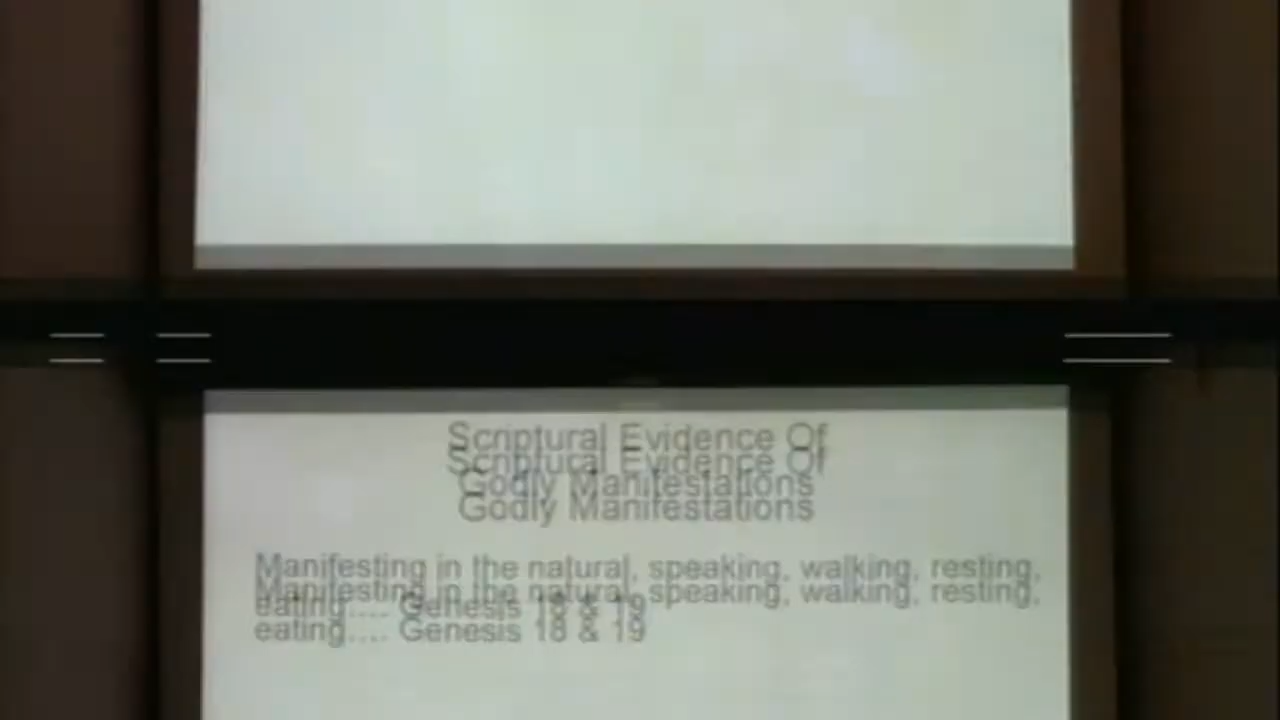 Scriptural Evidence Of
Godly Manifestations
Manifesting in the natural, speaking, walking, resting,
eating.... Genesis 18 & 19